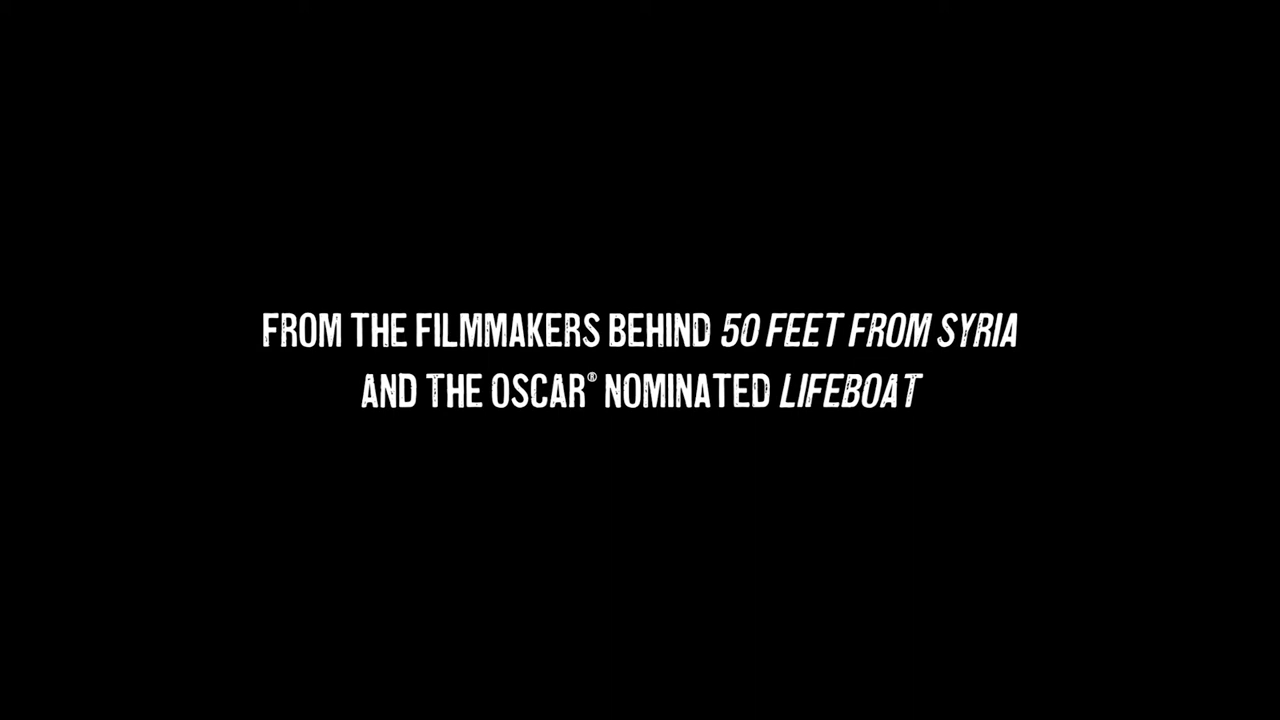 FROM THE FILMMAKERS BEHIND 50 FEET FROM SYRIA
AND THE OSCAR® NOMINATED LIFEBOAT